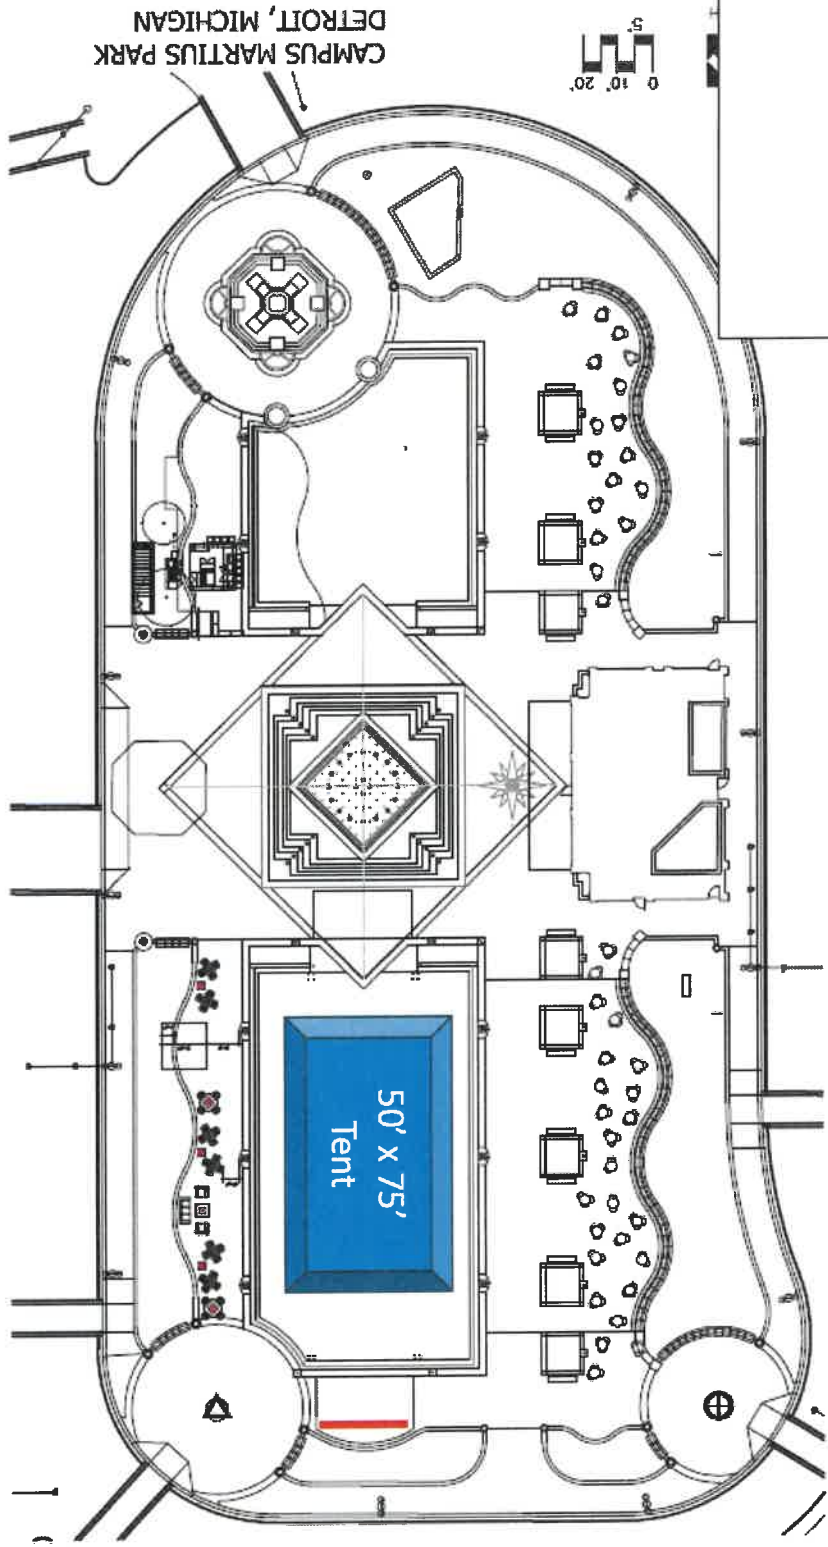 CAMPUS MARTIUS PARK
DETROIT, MICHIGAN
0 10' 20'
5'
50' x 75'
Tent